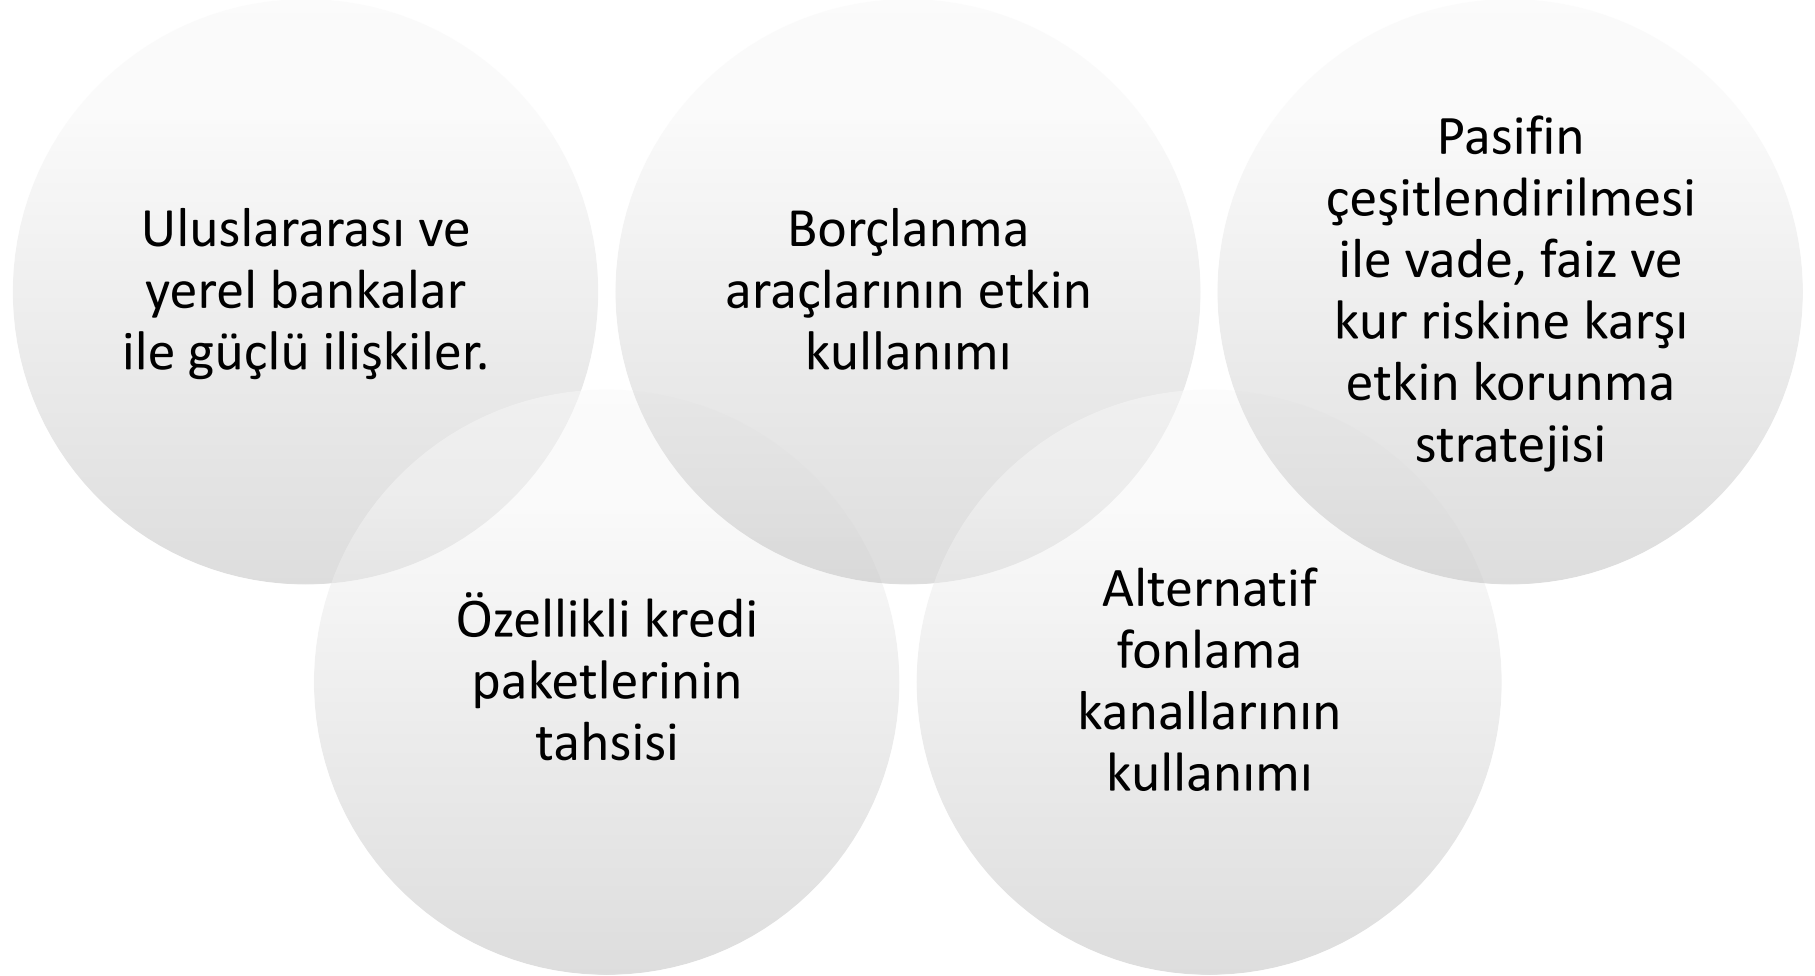 Uluslararası ve
yerel bankalar
ile güçlü ilişkiler.
Özellikli kredi
paketlerinin
tahsisi
Borçlanma
araçlarının etkin
kullanımı
Alternatif
fonlama
kanallarının
kullanımı
Pasifin
çeşitlendirilmesi
ile vade, faiz ve
kur riskine karşı
etkin korunma
stratejisi